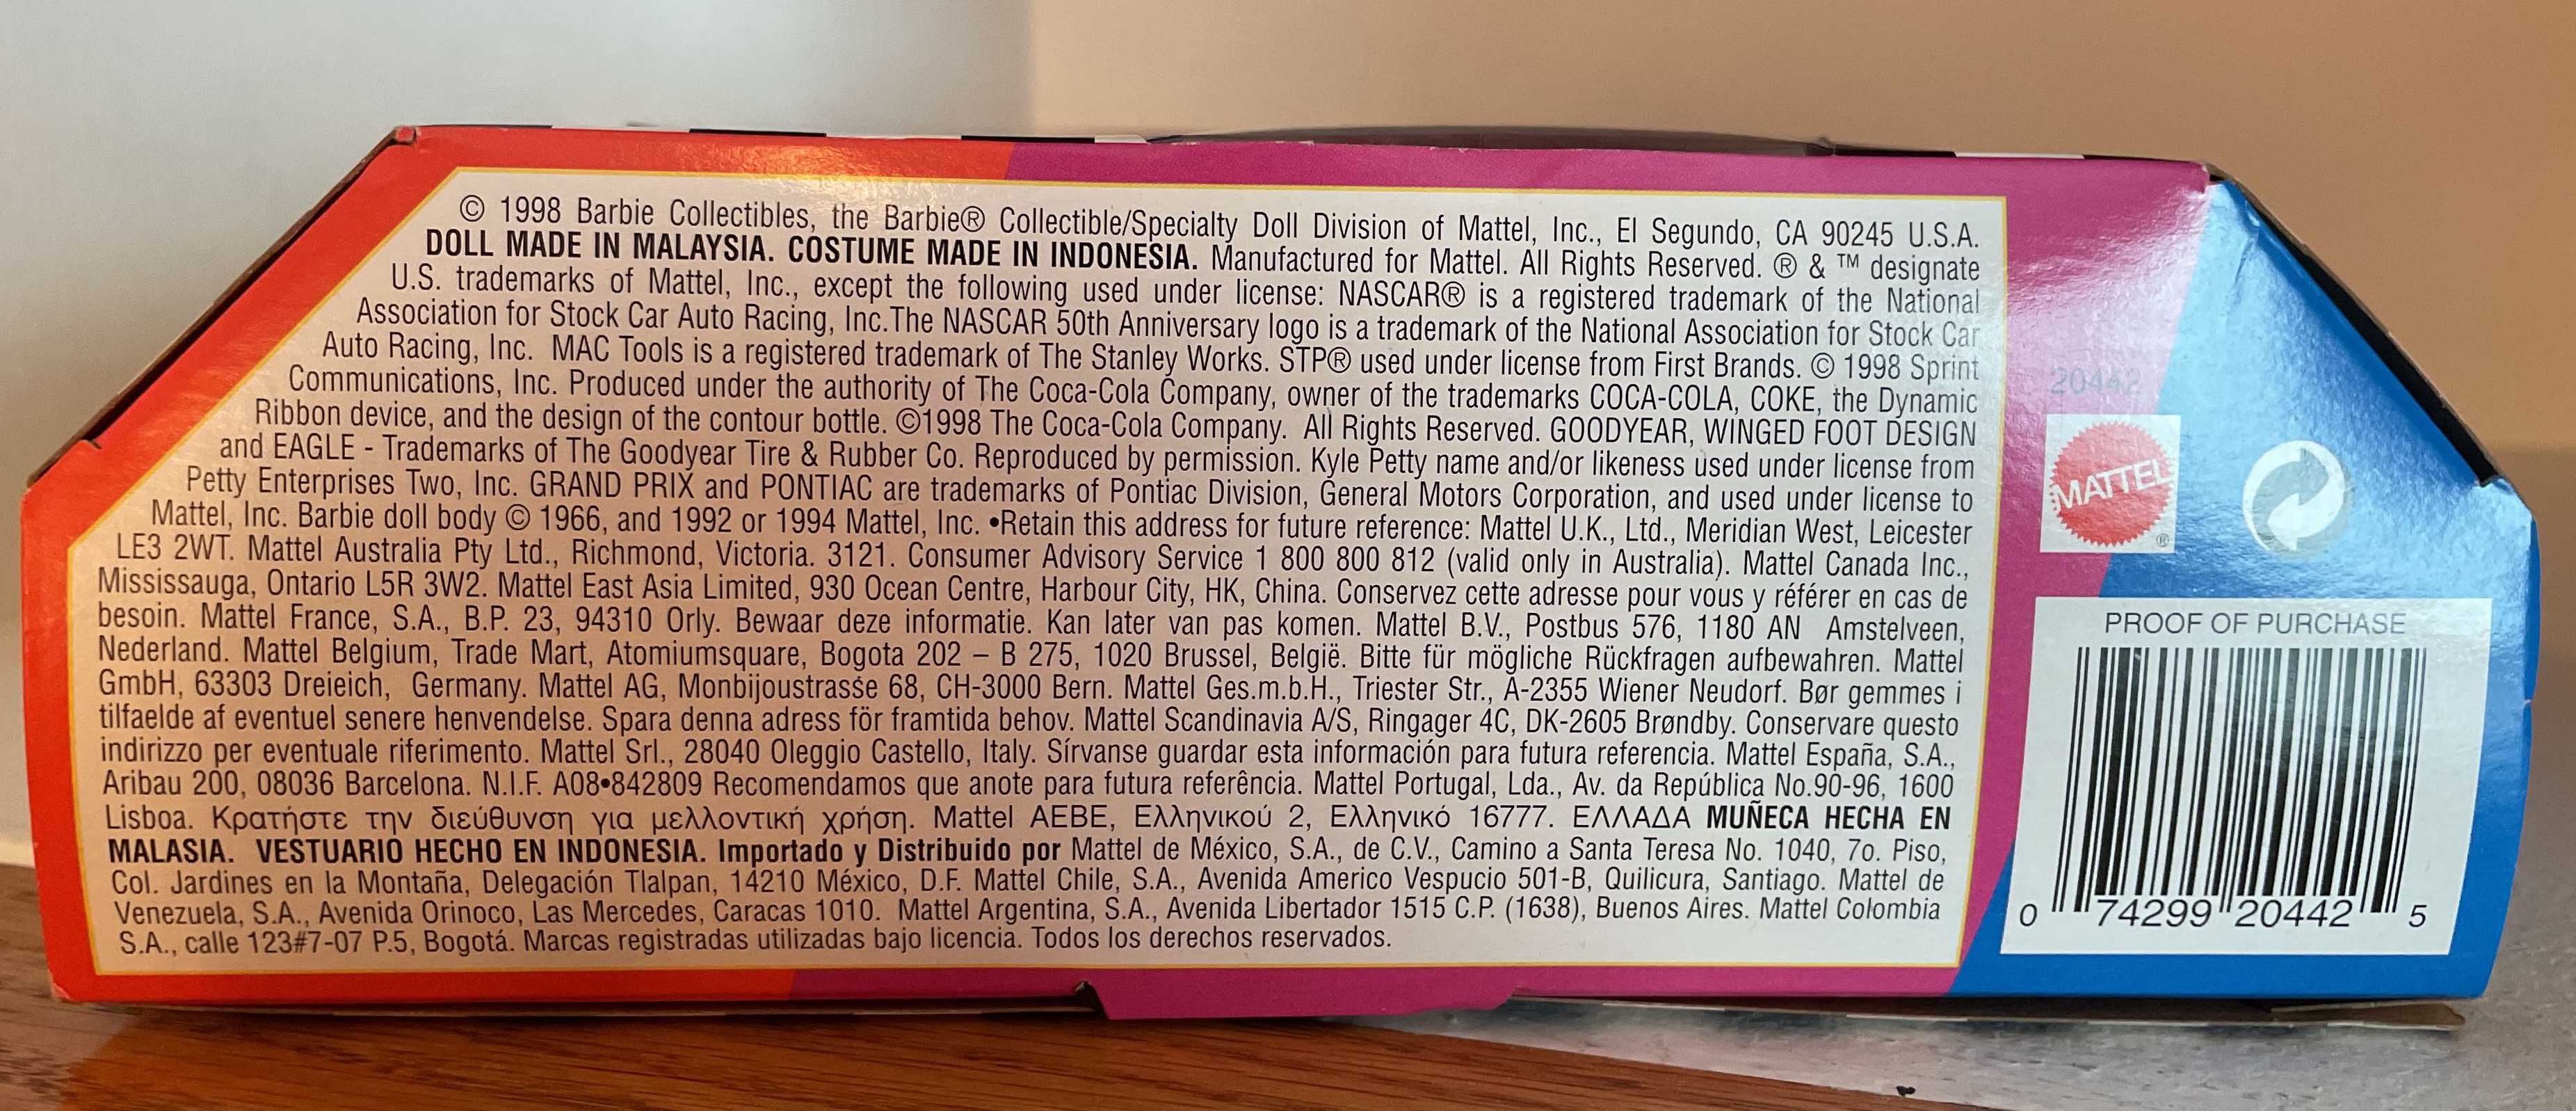 © 1998 Barbie Collectibles, the Barbie® Collectible/Specialty Doll Division of Mattel, Inc., El Segundo, CA 90245 U.S.A.
DOLL MADE IN MALAYSIA. COSTUME MADE IN INDONESIA. Manufactured for Mattel. All Rights Reserved. ® & ™ designate
U.S. trademarks of Mattel, Inc., except the following used under license: NASCAR® is a registered trademark of the National
Association for Stock Car Auto Racing, Inc.The NASCAR 50th Anniversary logo is a trademark of the National Association for Stock Car
Auto Racing, Inc. MAC Tools is a registered trademark of The Stanley Works. STP® used under license from First Brands. © 1998 Sprint
Communications, Inc. Produced under the authority of The Coca-Cola Company, owner of the trademarks COCA-COLA, COKE, the Dynamic
Ribbon device, and the design of the contour bottle. ©1998 The Coca-Cola Company. All Rights Reserved. GOODYEAR, WINGED FOOT DESIGN
and EAGLE - Trademarks of The Goodyear Tire & Rubber Co. Reproduced by permission. Kyle Petty name and/or likeness used under license from
Petty Enterprises Two, Inc. GRAND PRIX and PONTIAC are trademarks of Pontiac Division, General Motors Corporation, and used under license to
Mattel, Inc. Barbie doll body © 1966, and 1992 or 1994 Mattel, Inc. •Retain this address for future reference: Mattel U.K., Ltd., Meridian West, Leicester
LE3 2WT. Mattel Australia Pty Ltd., Richmond, Victoria. 3121. Consumer Advisory Service 1 800 800 812 (valid only in Australia). Mattel Canada Inc.,
Mississauga, Ontario L5R 3W2. Mattel East Asia Limited, 930 Ocean Centre, Harbour City, HK, China. Conservez cette adresse pour vous y référer en cas de
besoin. Mattel France, S.A., B.P. 23, 94310 Orly. Bewaar deze informatie. Kan later van pas komen. Mattel B.V., Postbus 576, 1180 AN Amstelveen,
Nederland. Mattel Belgium, Trade Mart, Atomiumsquare, Bogota 202 – B 275, 1020 Brussel, België. Bitte für mögliche Rückfragen aufbewahren. Mattel
GmbH, 63303 Dreieich, Germany. Mattel AG, Monbijoustrasse 68, CH-3000 Bern. Mattel Ges.m.b.H., Triester Str., A-2355 Wiener Neudorf. Bør gemmes i
tilfaelde af eventuel senere henvendelse. Spara denna adress för framtida behov. Mattel Scandinavia A/S, Ringager 4C, DK-2605 Brøndby. Conservare questo
indirizzo per eventuale riferimento. Mattel Srl., 28040 Oleggio Castello, Italy. Sírvanse guardar esta información para futura referencia. Mattel España, S.A.,
Aribau 200, 08036 Barcelona. N.I.F. A08•842809 Recomendamos que anote para futura referência. Mattel Portugal, Lda., Av. da República No.90-96, 1600
Lisboa. Κρατήστε την διεύθυνση για μελλοντική χρήση. Mattel AEBE, Ελληνικού 2, Ελληνικό 16777. ΕΛΛΑΔΑ MUÑECA HECHA EN
MALASIA. VESTUARIO HECHO EN INDONESIA. Importado y Distribuido por Mattel de México, S.A., de C.V., Camino a Santa Teresa No. 1040, 7o. Piso,
Col. Jardines en la Montaña, Delegación Tlalpan, 14210 México, D.F. Mattel Chile, S.A., Avenida Americo Vespucio 501-B, Quilicura, Santiago. Mattel de
Venezuela, S.A., Avenida Orinoco, Las Mercedes, Caracas 1010. Mattel Argentina, S.A., Avenida Libertador 1515 C.P. (1638), Buenos Aires. Mattel Colombia
S.A., calle 123#7-07 P.5, Bogotá. Marcas registradas utilizadas bajo licencia. Todos los derechos reservados.
20442
MATTEL®
PROOF OF PURCHASE
0 74299 20442 5